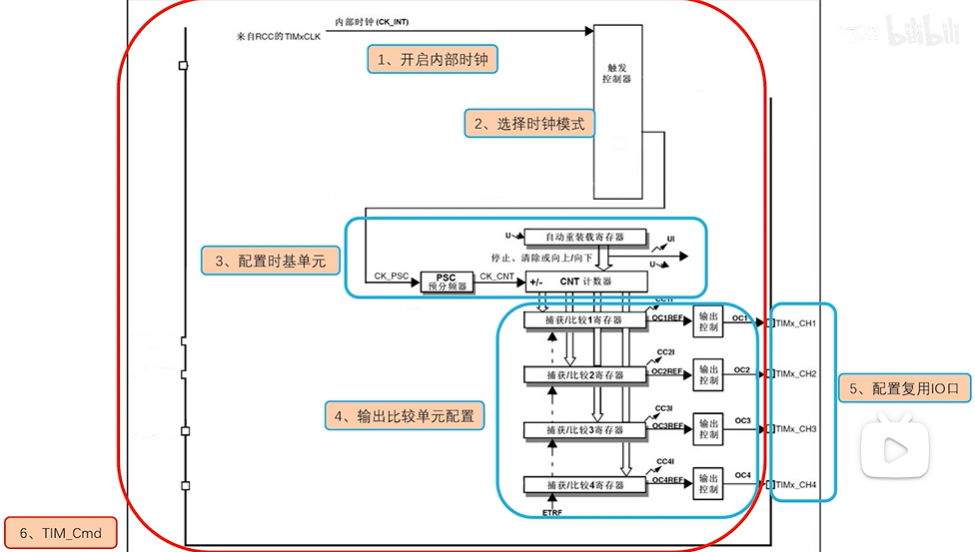 bilibili
内部时钟 (CK_INT)
来自RCC的TIMxCLK
1、开启内部时钟
触发
控制器
2、选择时钟模式
自动重装载寄存器
U
UI
停止、清除或向上/向下
U
3、配置时基单元
CK_PSC
PSC
预分频器
CK_CNT
+/-
CNT 计数器
捕获/比较1寄存器
OC1REF
输出
控制
OC1
TIMx_CH1
CC2I
捕获/比较2寄存器
OC2REF
输出
控制
OC2
TIMx_CH2
5、配置复用IO口
4、输出比较单元配置
CC3I
捕获/比较3寄存器
OC3REF
输出
控制
OC3
TIMx_CH3
CC4I
捕获/比较4寄存器
OC4REF
输出
控制
OC4
TIMx_CH4
ETRF
6、TIM_Cmd